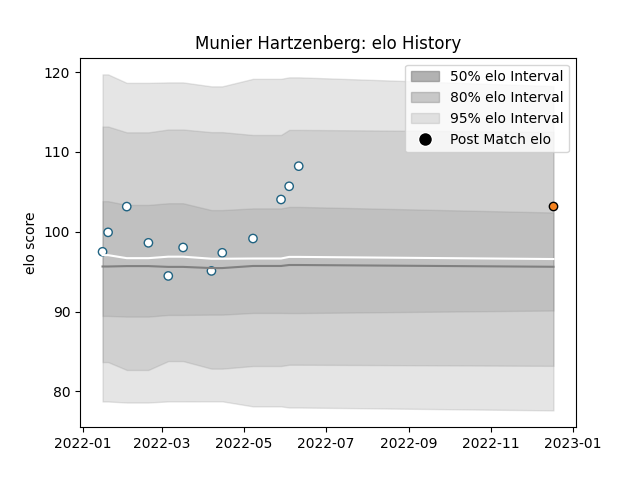 Munier Hartzenberg: elo History
120
110
100
90
80
elo score
50% elo Interval
80% elo Interval
95% elo Interval
Post Match elo
2022-01
2022-03
2022-05
2022-07
2022-09
2022-11
2023-01